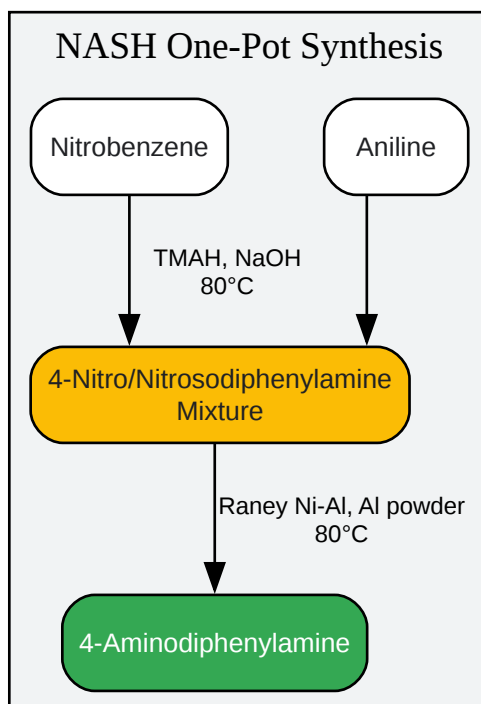 NASH One-Pot Synthesis
Nitrobenzene
Aniline
TMAH, NaOH
80°C
4-Nitro/Nitrosodiphenylamine
Mixture
Raney Ni-Al, Al powder
80°C
4-Aminodiphenylamine